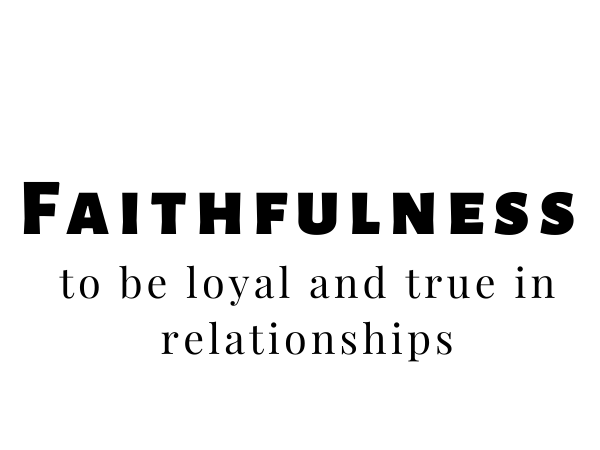 Faithfulness
to be loyal and true in
relationships